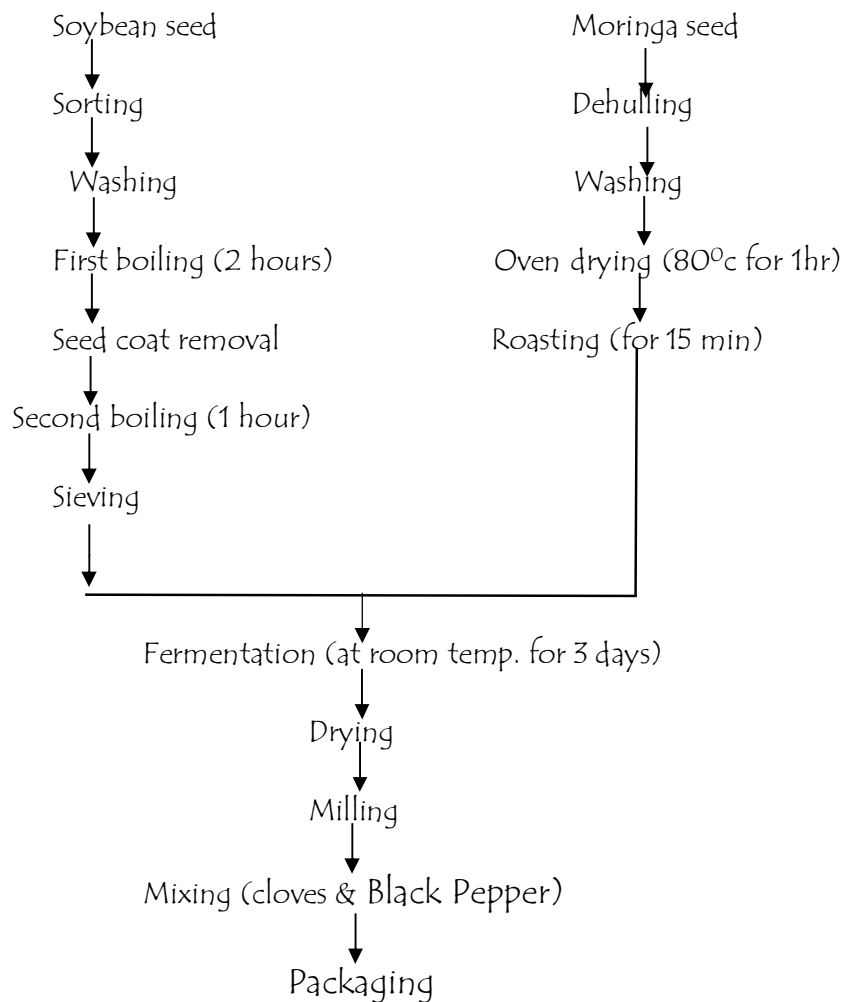 Soybean seed
Moringa seed
Sorting
Dehulling
Washing
Washing
First boiling (2 hours)
Oven drying (80⁰c for 1hr)
Seed coat removal
Roasting (for 15 min)
Second boiling (1 hour)
Sieving
Fermentation (at room temp. for 3 days)
Drying
Milling
Mixing (cloves & Black Pepper)
Packaging